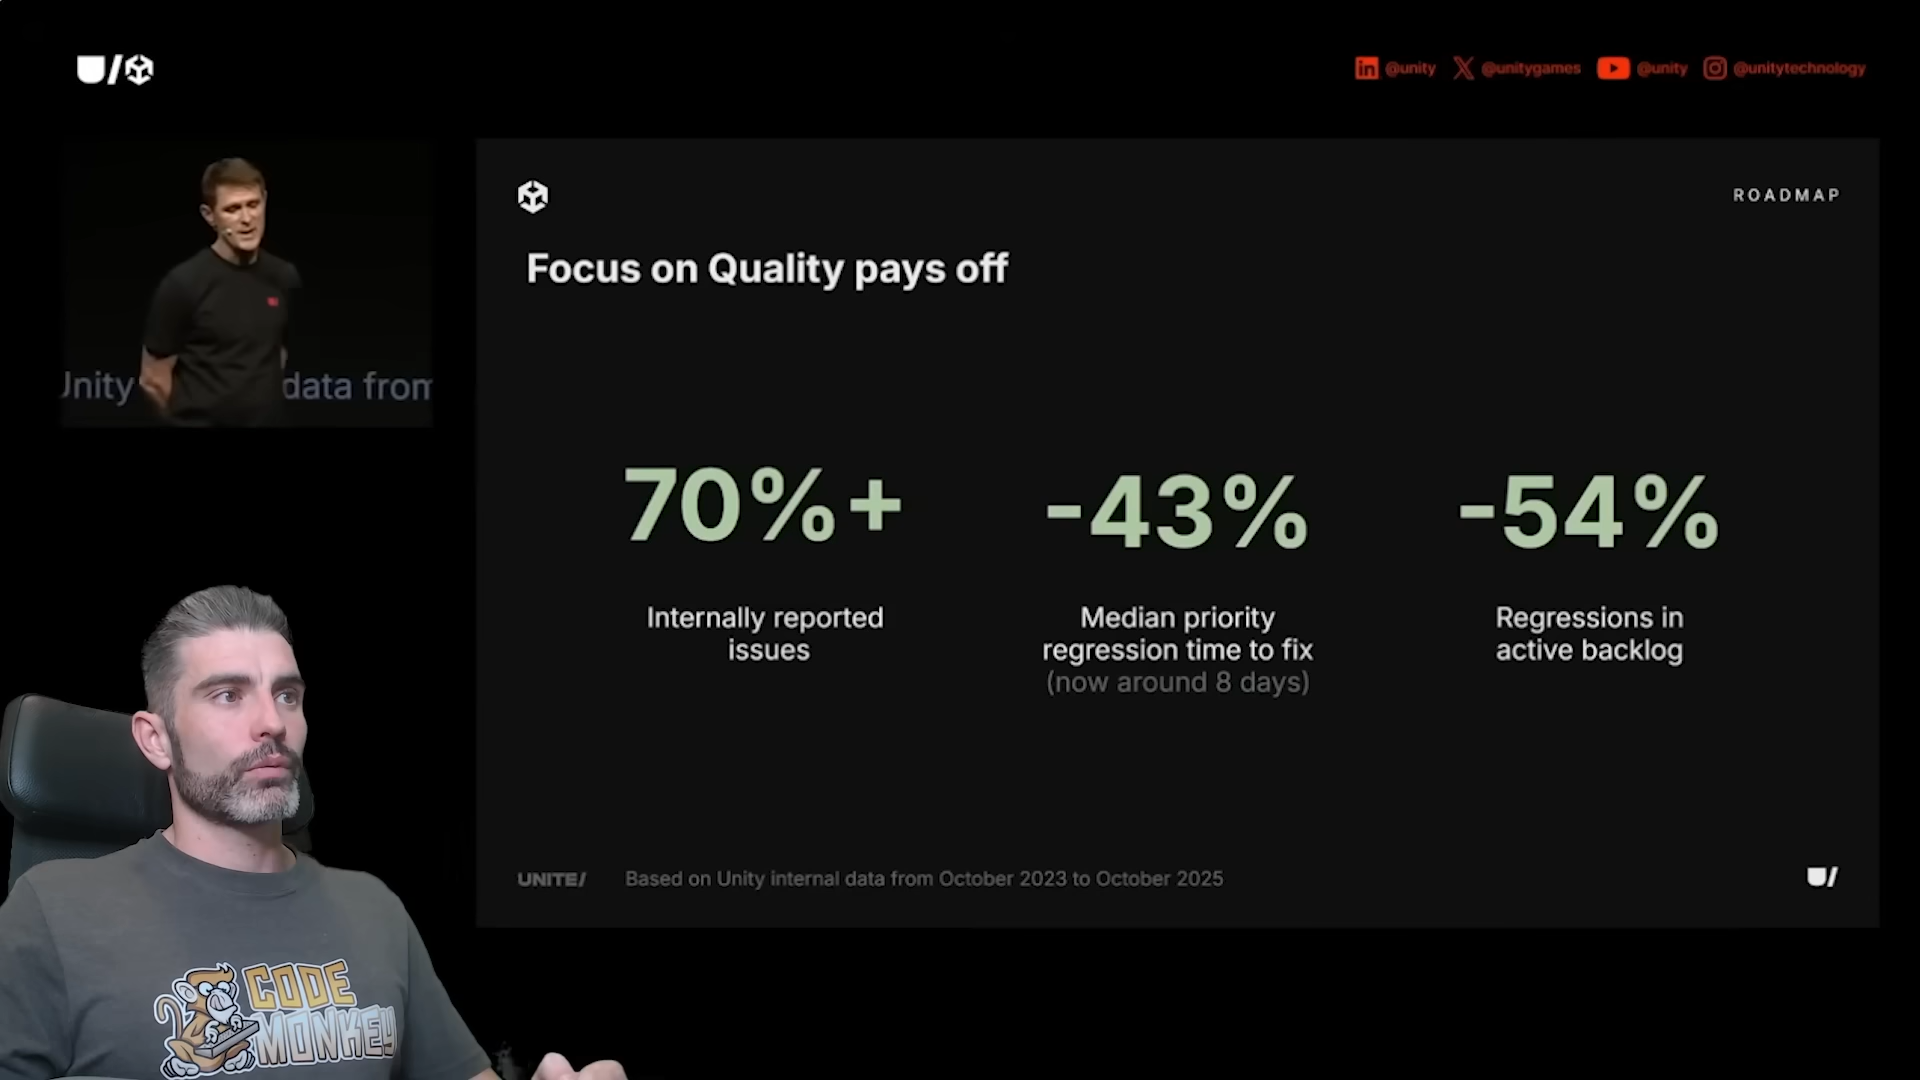 @unity
@unitygames
@unity
@unitytechnology
Unity data from
ROADMAP
Focus on Quality pays off
70%+
-43%
-54%
Internally reported
issues
Median priority
regression time to fix
(now around 8 days)
Regressions in
active backlog
UNITE/
Based on Unity internal data from October 2023 to October 2025
CODE
MONKEY